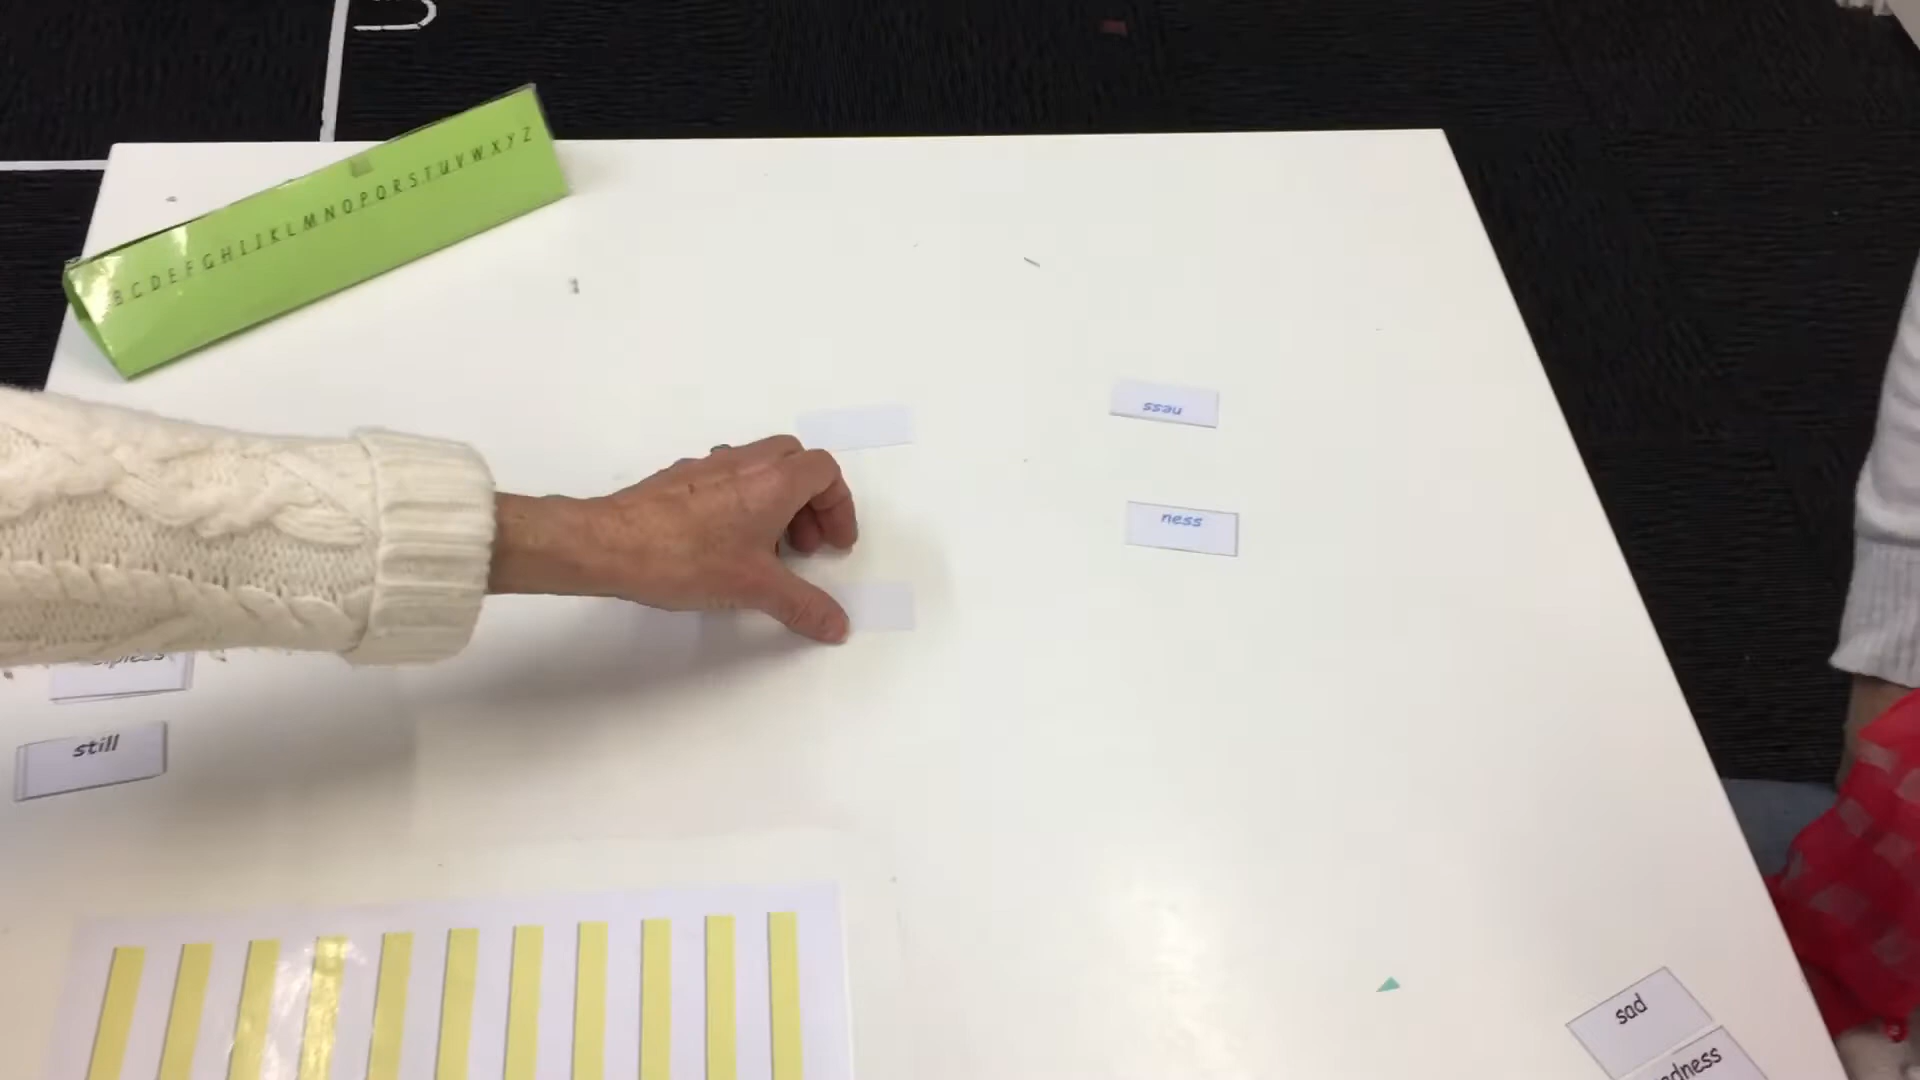 B C D E F G H I J K L M N O P Q R S T U V W X Y Z
ness
ness
still
sad